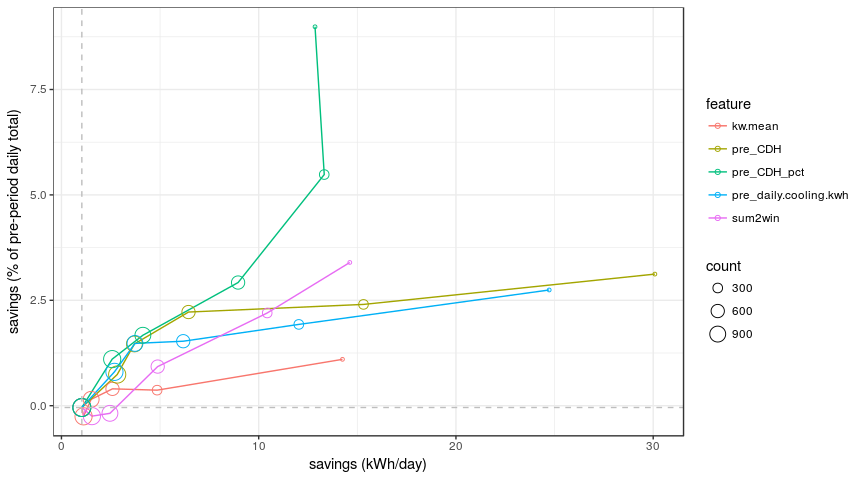 savings (% of pre-period daily total)
7.5
5.0
2.5
0.0
0
10
20
30
savings (kWh/day)
feature
kw.mean
pre_CDH
pre_CDH_pct
pre_daily.cooling.kwh
sum2win
count
300
600
900